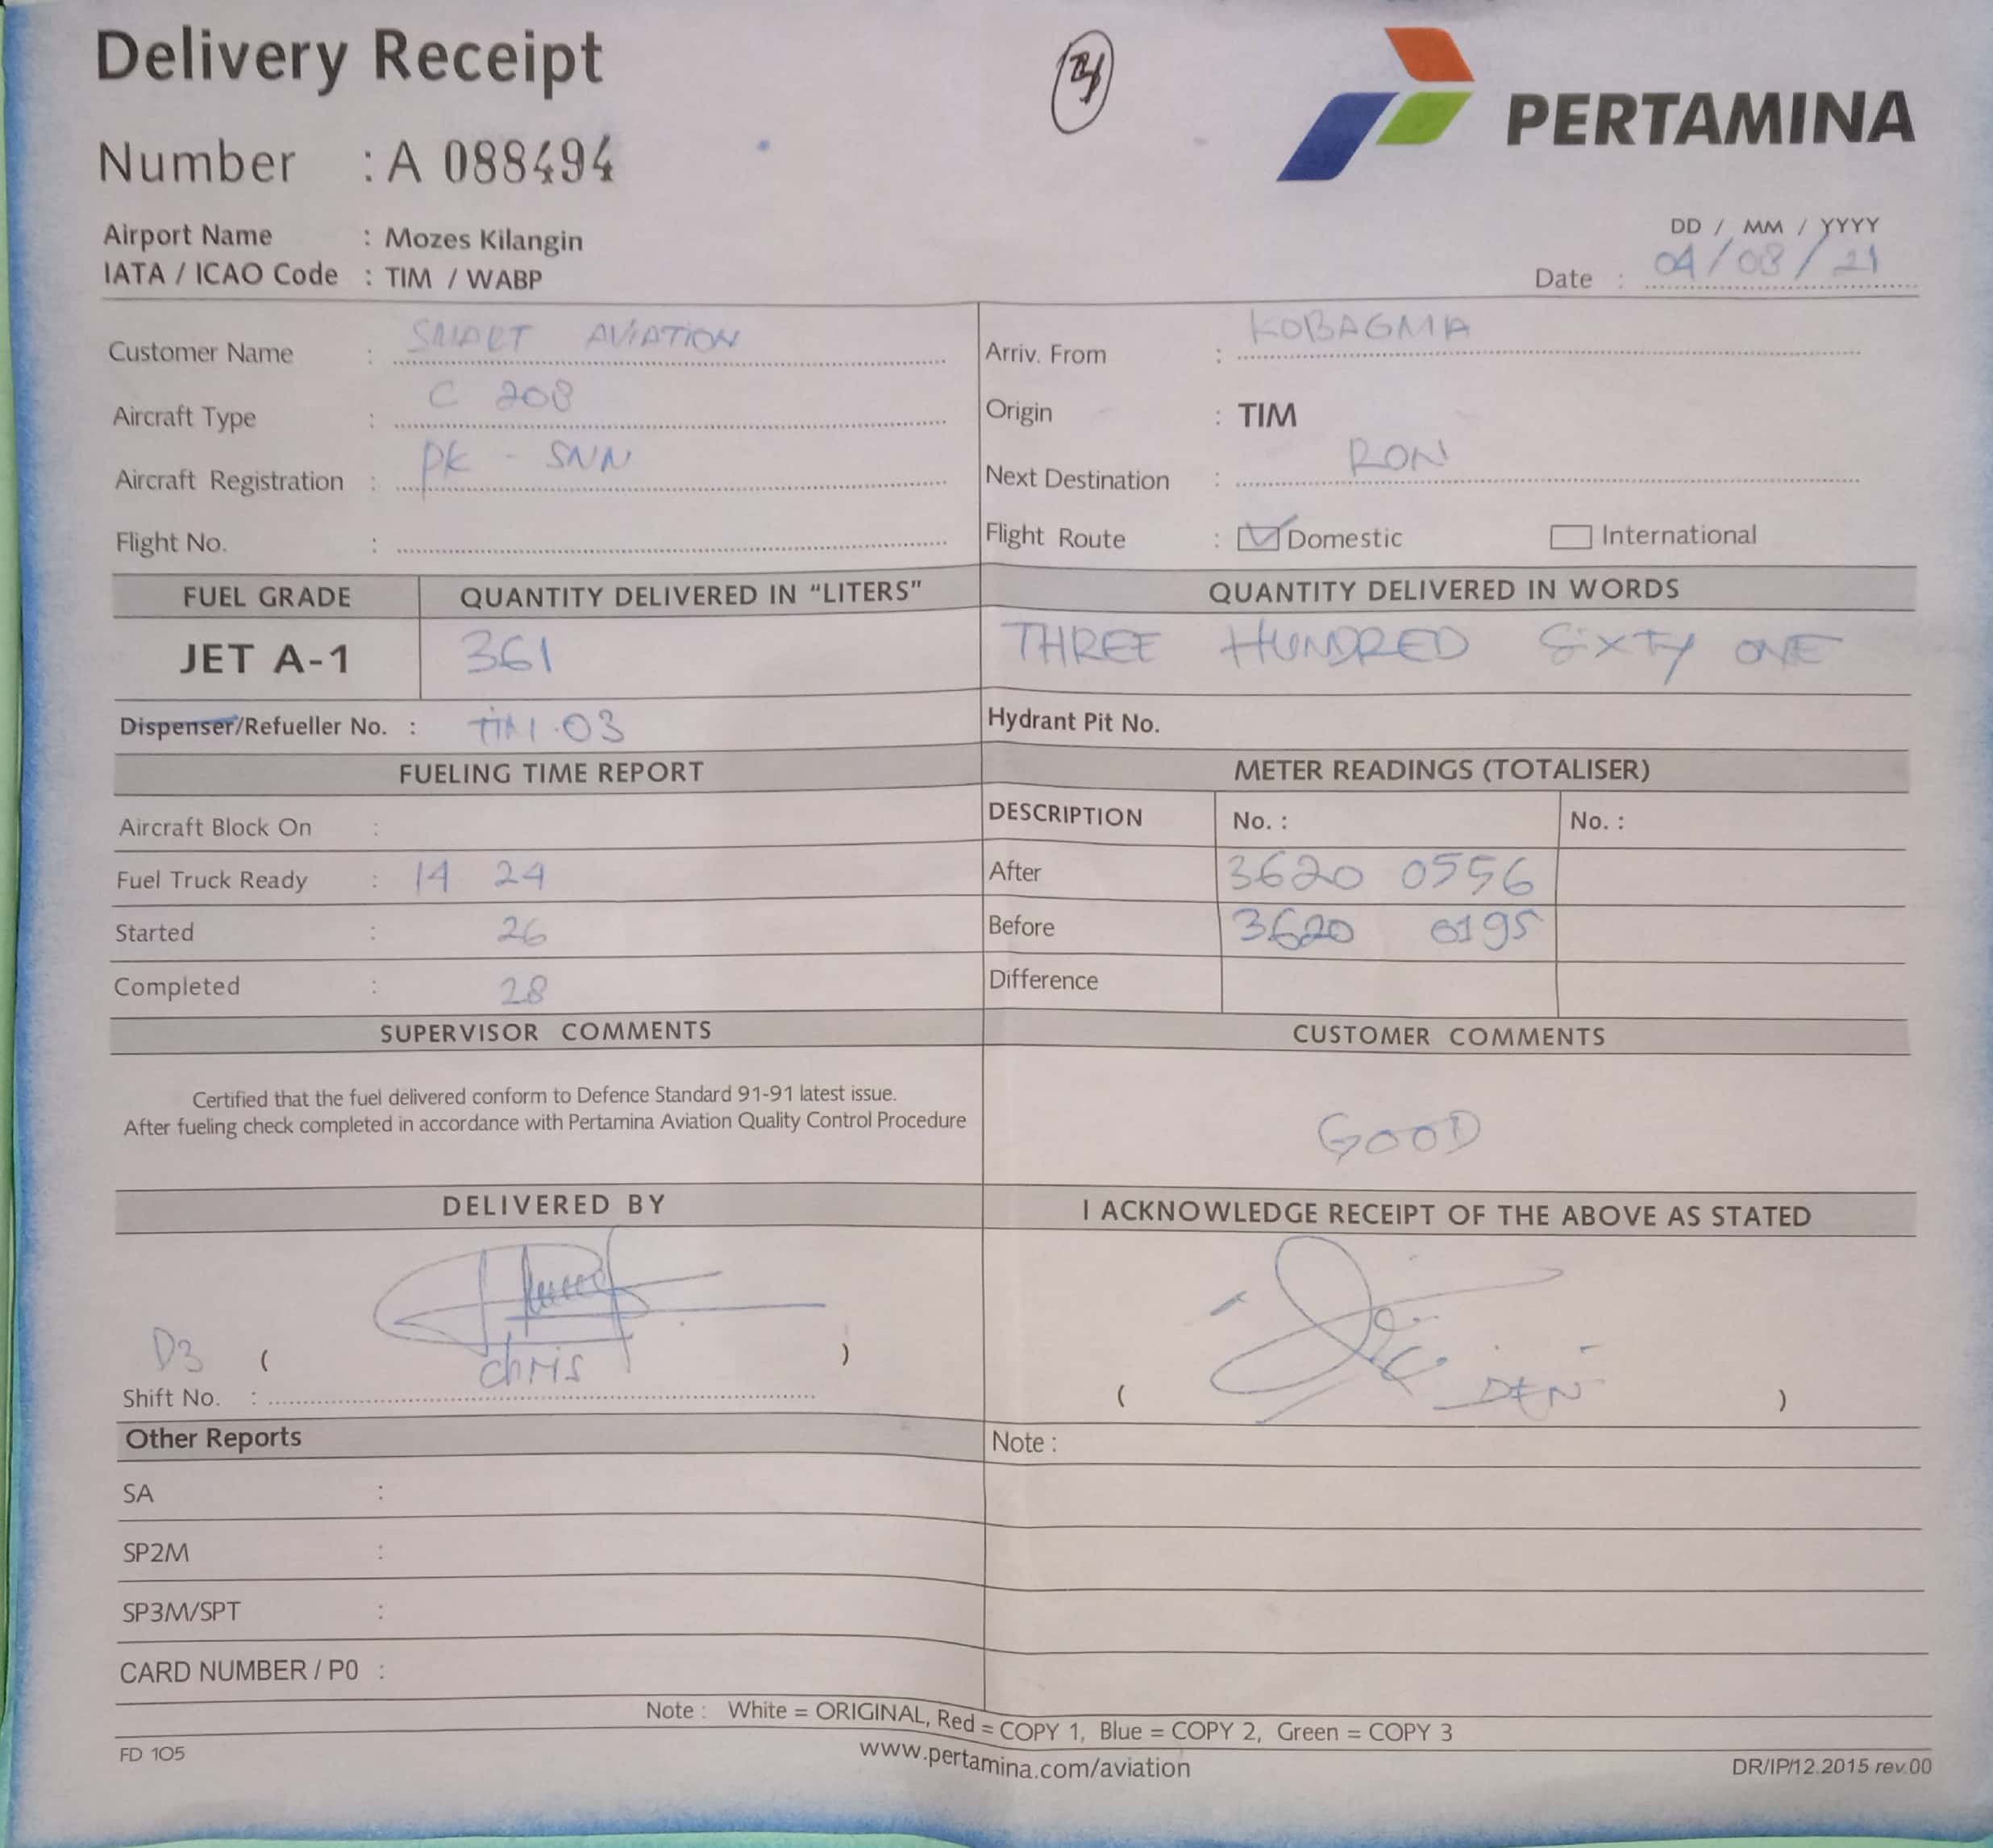 Delivery Receipt
PERTAMINA
Number : A 088494
Airport Name : Mozes Kilangin
IATA / ICAO Code : TIM / WABP
DD / MM / YYYY
Date : 04/08/21
Customer Name : SMART AVIATION
Aircraft Type : C 208
Aircraft Registration : PK - SNN
Flight No. :
Arriv. From : KOBAGMA
Origin : TIM
Next Destination : RON
Flight Route : Domestic International
FUEL GRADE QUANTITY DELIVERED IN "LITERS" QUANTITY DELIVERED IN WORDS
JET A-1 361 THREE HUNDRED SIXTY ONE
Dispenser/Refueller No. : TIM.03 Hydrant Pit No.
FUELING TIME REPORT
Aircraft Block On :
Fuel Truck Ready : 14 24
Started : 26
Completed : 28
METER READINGS (TOTALISER)
DESCRIPTION No. : No. :
After 3620 0556
Before 3620 0195
Difference
SUPERVISOR COMMENTS
Certified that the fuel delivered conform to Defence Standard 91-91 latest issue.
After fueling check completed in accordance with Pertamina Aviation Quality Control Procedure
CUSTOMER COMMENTS
GOOD
DELIVERED BY
D3 ( chris )
Shift No. :
I ACKNOWLEDGE RECEIPT OF THE ABOVE AS STATED
( DEN )
Other Reports
SA :
SP2M :
SP3M/SPT :
CARD NUMBER / P0 :
Note :
Note : White = ORIGINAL, Red = COPY 1, Blue = COPY 2, Green = COPY 3
FD 105
www.pertamina.com/aviation
DR/IP/12.2015 rev.00